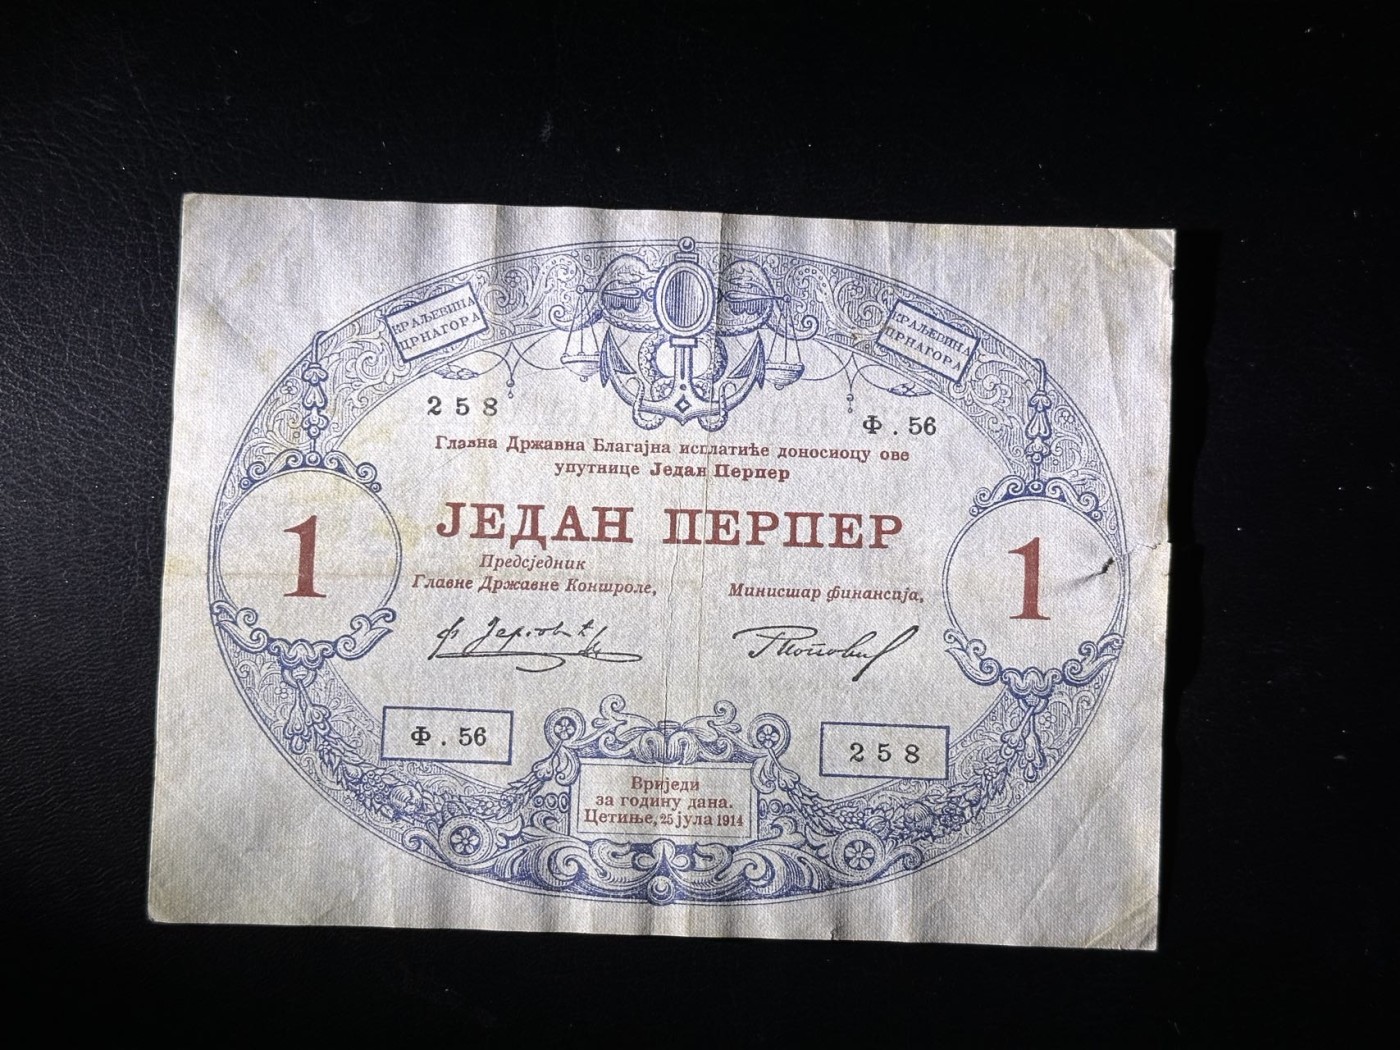 КРАЉЕВИНА
ЦРНАГОРА
КРАЉЕВИНА
ЦРНАГОРА
258
Ф. 56
Главна Државна Благајна исплатиће доносиоцу ове
упутнице Један Перпер
ЈЕДАН ПЕРПЕР
1
1
Предсједник
Главне Државне Контроле,
Министар финансија,
Ф. 56
258
Вриједи
за годину дана.
Цетиње, 25 јула 1914